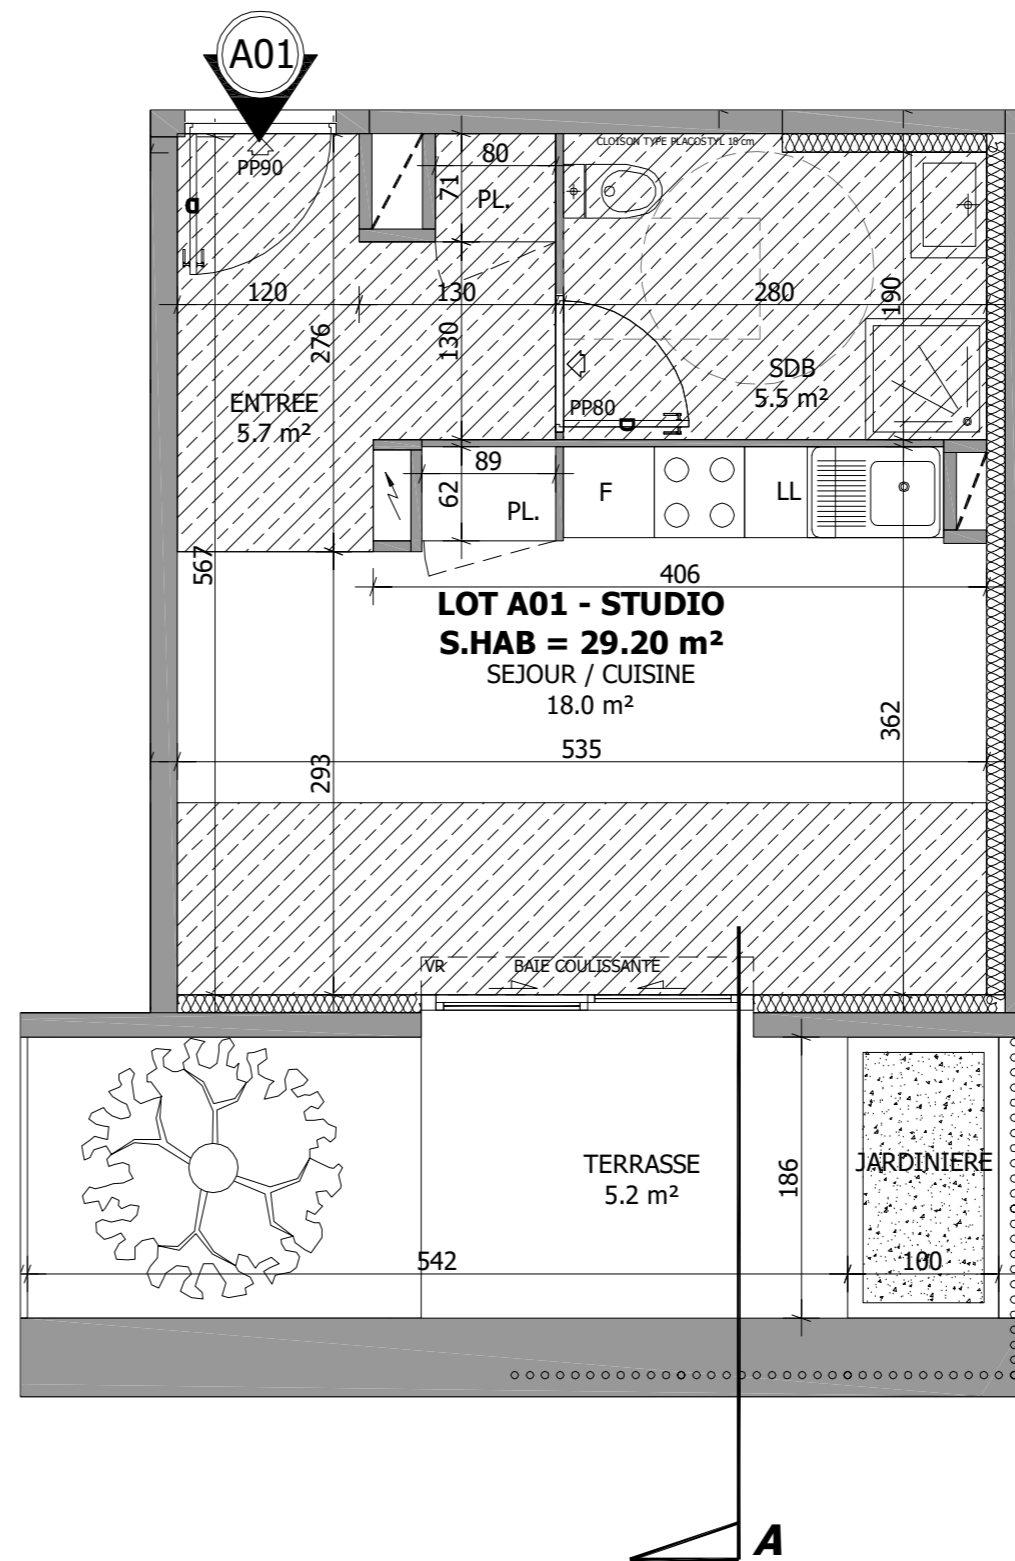 A01
PP90
CLOISON TYPE PLACOSTYL 18 cm
80
71
PL.
120
130
280
190
276
130
ENTREE
5.7 m²
SDB
5.5 m²
PP80
89
62
PL.
F
LL
567
406
LOT A01 - STUDIO
S.HAB = 29.20 m²
SEJOUR / CUISINE
18.0 m²
362
535
293
VR
BAIE COULISSANTE
TERRASSE
5.2 m²
186
JARDINIERE
542
100
A